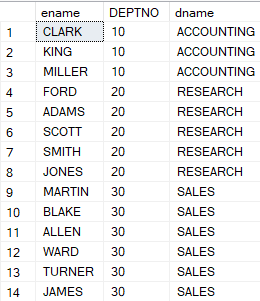 ename DEPTNO dname
1 CLARK 10 ACCOUNTING
2 KING 10 ACCOUNTING
3 MILLER 10 ACCOUNTING
4 FORD 20 RESEARCH
5 ADAMS 20 RESEARCH
6 SCOTT 20 RESEARCH
7 SMITH 20 RESEARCH
8 JONES 20 RESEARCH
9 MARTIN 30 SALES
10 BLAKE 30 SALES
11 ALLEN 30 SALES
12 WARD 30 SALES
13 TURNER 30 SALES
14 JAMES 30 SALES